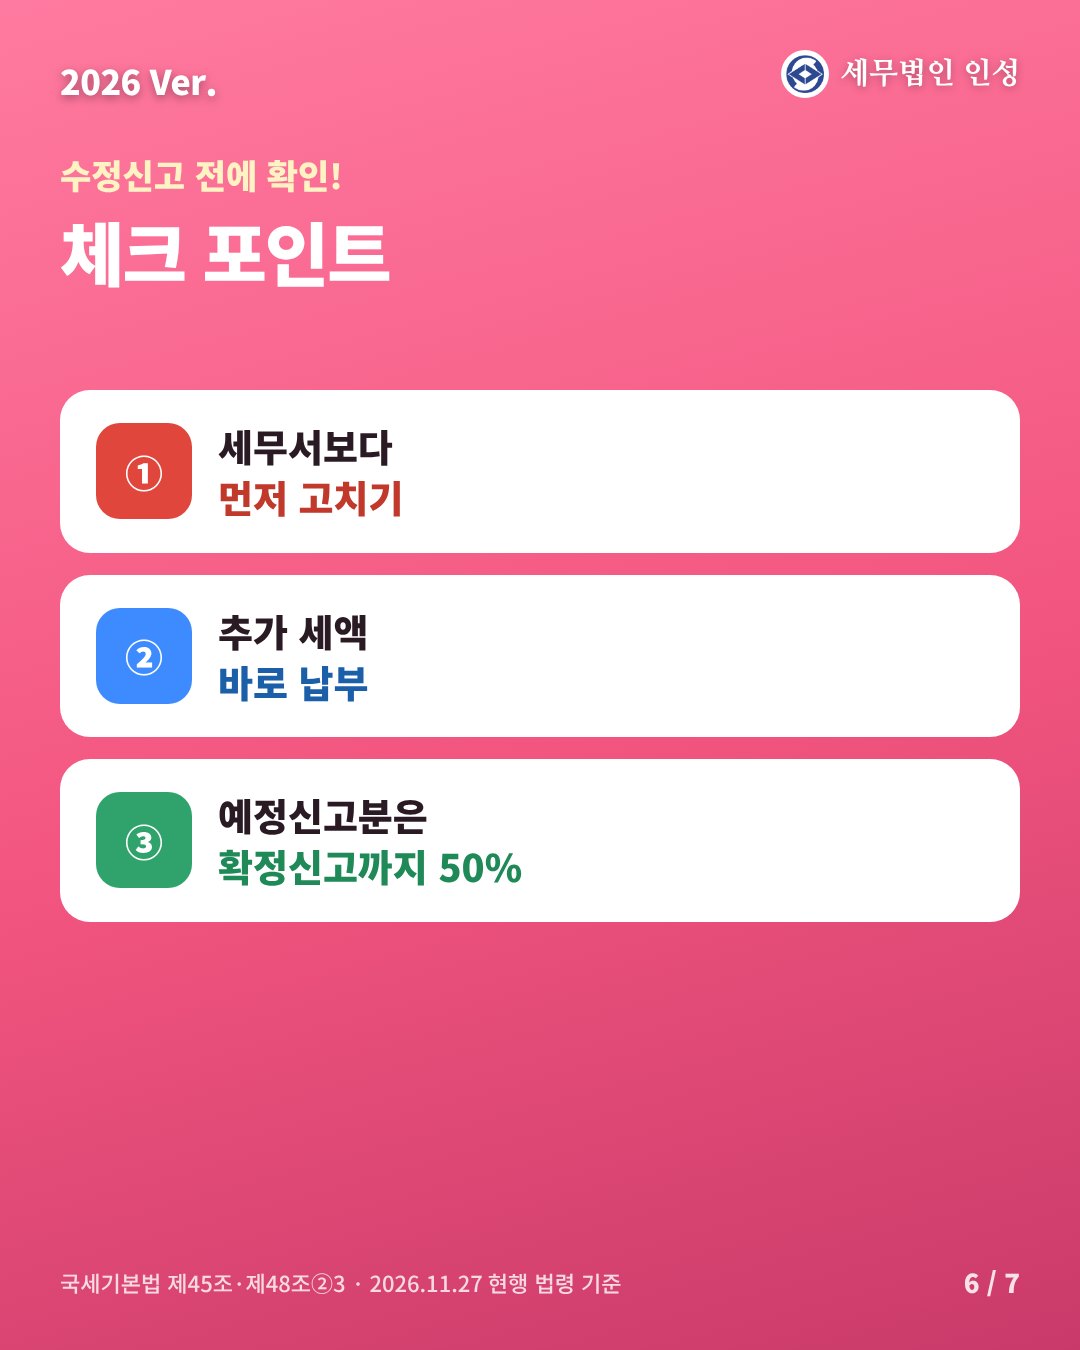 2026 Ver.
세무법인 인성
수정신고 전에 확인!
체크 포인트
①
세무서보다
먼저 고치기
②
추가 세액
바로 납부
③
예정신고분은
확정신고까지 50%
국세기본법 제45조·제48조②3 · 2026.11.27 현행 법령 기준
6 / 7